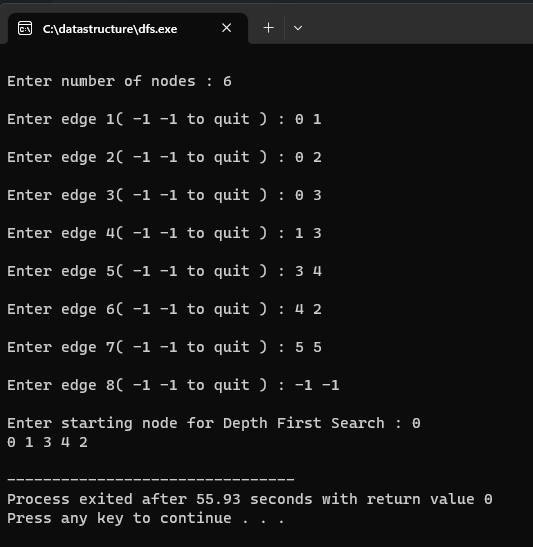 C:\datastructure\dfs.exe
Enter number of nodes : 6
Enter edge 1( -1 -1 to quit ) : 0 1
Enter edge 2( -1 -1 to quit ) : 0 2
Enter edge 3( -1 -1 to quit ) : 0 3
Enter edge 4( -1 -1 to quit ) : 1 3
Enter edge 5( -1 -1 to quit ) : 3 4
Enter edge 6( -1 -1 to quit ) : 4 2
Enter edge 7( -1 -1 to quit ) : 5 5
Enter edge 8( -1 -1 to quit ) : -1 -1
Enter starting node for Depth First Search : 0
0 1 3 4 2
--------------------------------
Process exited after 55.93 seconds with return value 0
Press any key to continue . . .